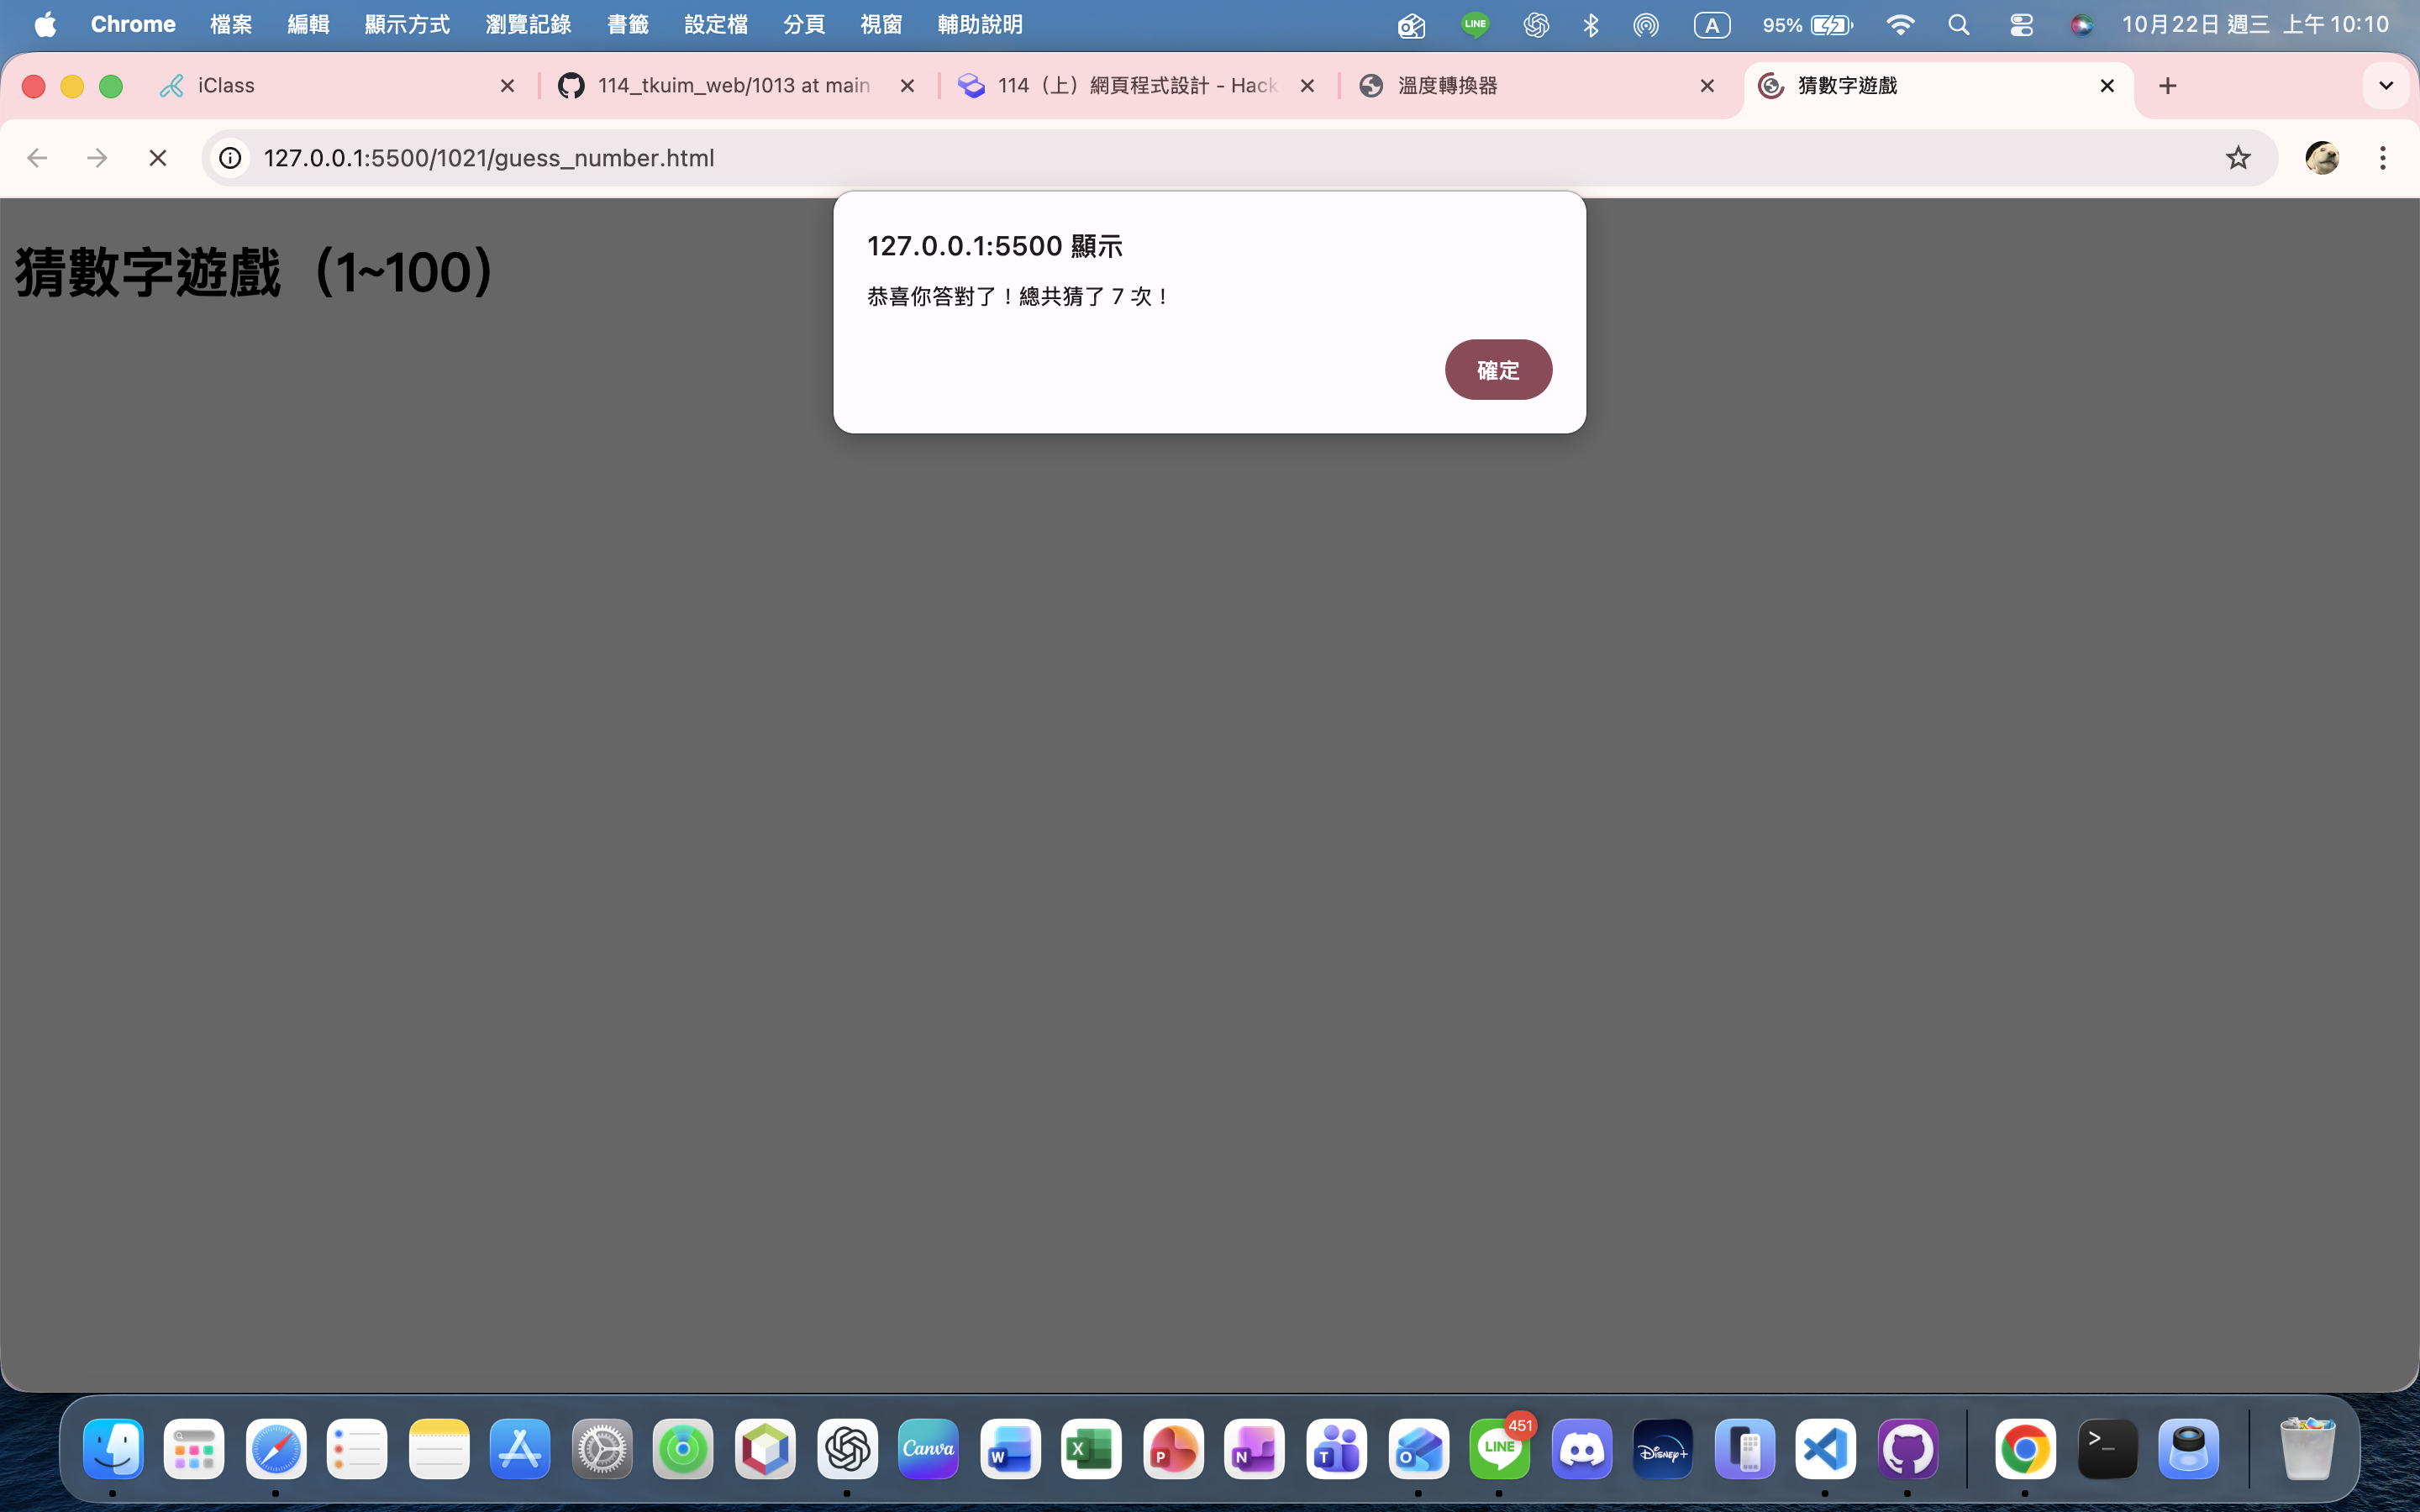 Chrome 檔案 編輯 顯示方式 瀏覽記錄 書籤 設定檔 分頁 視窗 輔助說明 LINE A 95% 10月22日 週三 上午 10:10
iClass 114_tkuim_web/1013 at main 114（上）網頁程式設計 - Hack 溫度轉換器 猜數字遊戲
127.0.0.1:5500/1021/guess_number.html
猜數字遊戲（1~100）
127.0.0.1:5500 顯示
恭喜你答對了！總共猜了 7 次！
確定
Canva W X P N T O LINE 451 Disney+ >_